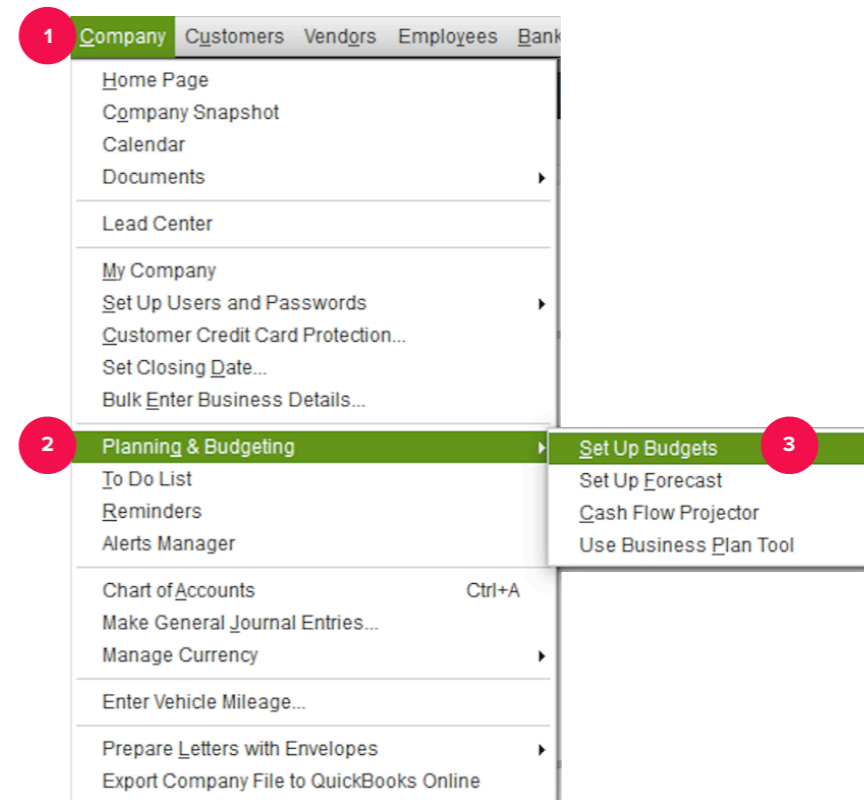 1 Company Customers Vendors Employees Bank
Home Page
Company Snapshot
Calendar
Documents
Lead Center
My Company
Set Up Users and Passwords
Customer Credit Card Protection...
Set Closing Date...
Bulk Enter Business Details...
2 Planning & Budgeting
Set Up Budgets 3
To Do List
Set Up Forecast
Reminders
Cash Flow Projector
Alerts Manager
Use Business Plan Tool
Chart of Accounts Ctrl+A
Make General Journal Entries...
Manage Currency
Enter Vehicle Mileage...
Prepare Letters with Envelopes
Export Company File to QuickBooks Online